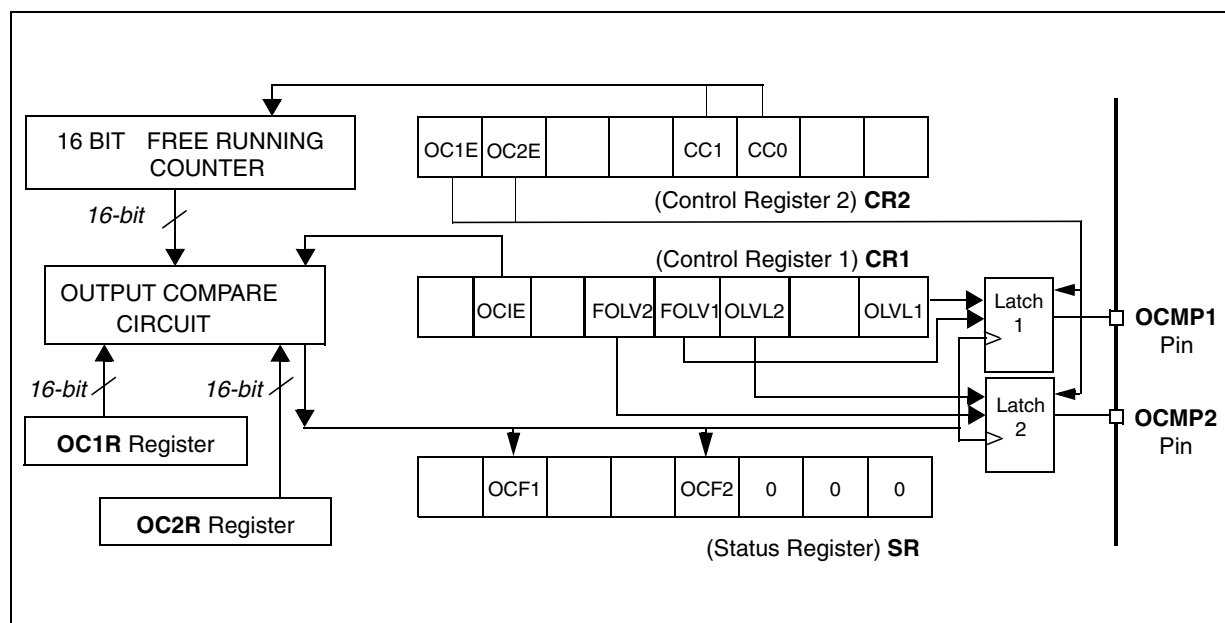 16 BIT FREE RUNNING
COUNTER
OC1E OC2E CC1 CC0
(Control Register 2) CR2
16-bit
(Control Register 1) CR1
OUTPUT COMPARE
CIRCUIT
OCIE FOLV2 FOLV1 OLVL2 OLVL1
Latch
1
OCMP1
Pin
16-bit
16-bit
Latch
2
OCMP2
Pin
OC1R Register
OCF1 OCF2 0 0 0
OC2R Register
(Status Register) SR